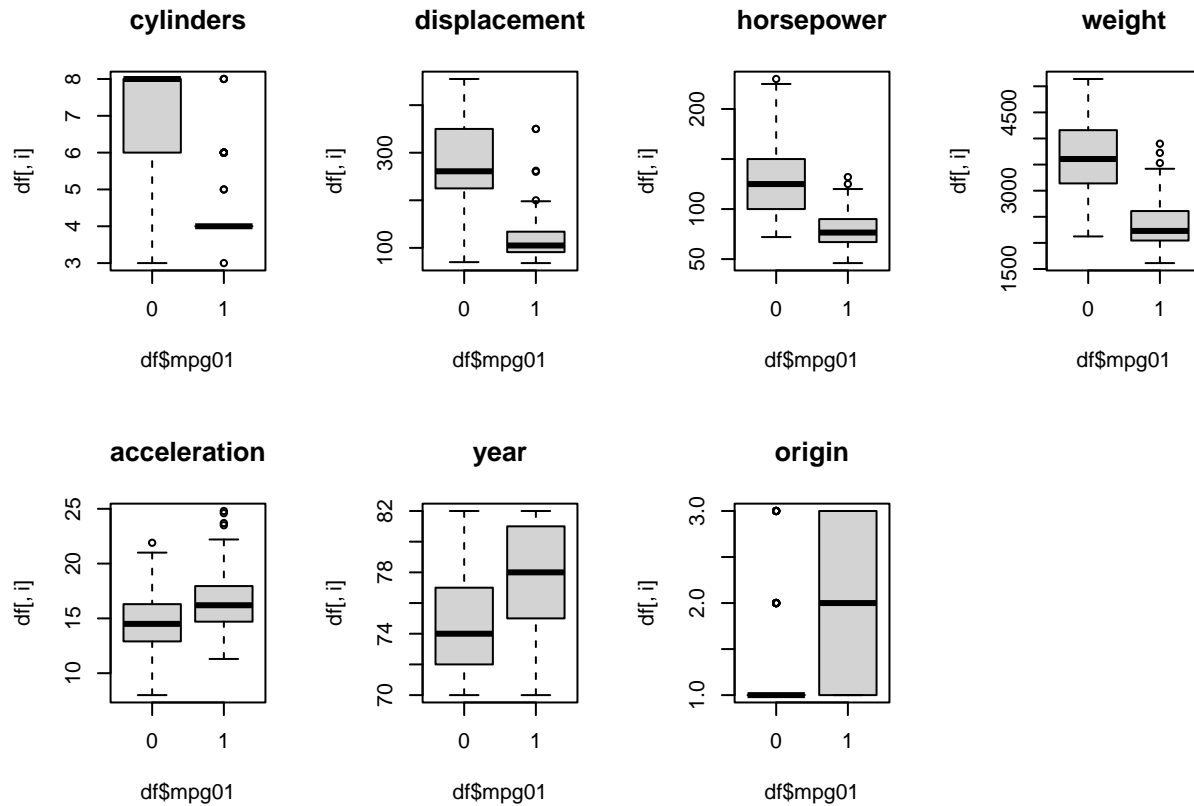 cylinders
df[, i]
8
7
6
5
4
3
0 1
df$mpg01
displacement
df[, i]
300
100
0 1
df$mpg01
horsepower
df[, i]
200
100
50
0 1
df$mpg01
weight
df[, i]
4500
3000
1500
0 1
df$mpg01
acceleration
df[, i]
25
20
15
10
0 1
df$mpg01
year
df[, i]
82
78
74
70
0 1
df$mpg01
origin
df[, i]
3.0
2.0
1.0
0 1
df$mpg01